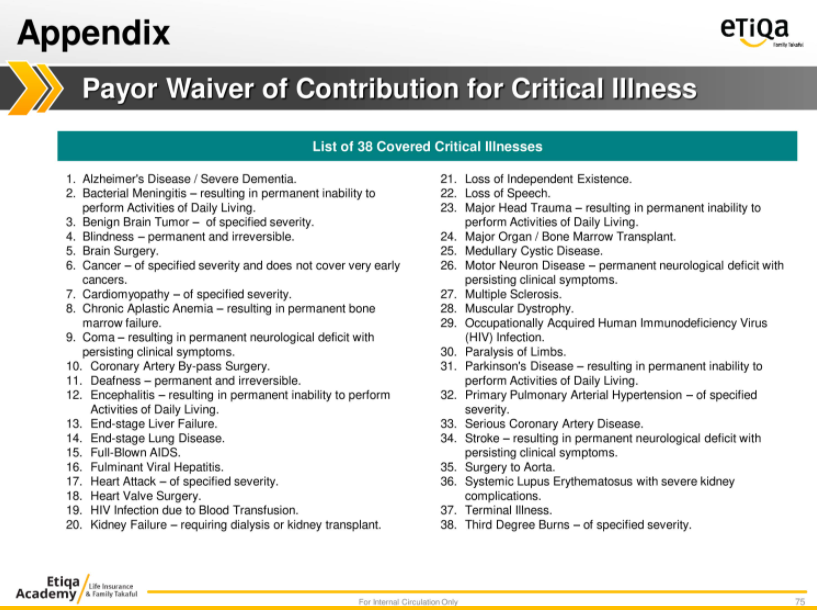 Appendix
eTiQa
Family Takaful
Payor Waiver of Contribution for Critical Illness
List of 38 Covered Critical Illnesses
1. Alzheimer's Disease / Severe Dementia.
2. Bacterial Meningitis – resulting in permanent inability to
perform Activities of Daily Living.
3. Benign Brain Tumor – of specified severity.
4. Blindness – permanent and irreversible.
5. Brain Surgery.
6. Cancer – of specified severity and does not cover very early
cancers.
7. Cardiomyopathy – of specified severity.
8. Chronic Aplastic Anemia – resulting in permanent bone
marrow failure.
9. Coma – resulting in permanent neurological deficit with
persisting clinical symptoms.
10. Coronary Artery By-pass Surgery.
11. Deafness – permanent and irreversible.
12. Encephalitis – resulting in permanent inability to perform
Activities of Daily Living.
13. End-stage Liver Failure.
14. End-stage Lung Disease.
15. Full-Blown AIDS.
16. Fulminant Viral Hepatitis.
17. Heart Attack – of specified severity.
18. Heart Valve Surgery.
19. HIV Infection due to Blood Transfusion.
20. Kidney Failure – requiring dialysis or kidney transplant.
21. Loss of Independent Existence.
22. Loss of Speech.
23. Major Head Trauma – resulting in permanent inability to
perform Activities of Daily Living.
24. Major Organ / Bone Marrow Transplant.
25. Medullary Cystic Disease.
26. Motor Neuron Disease – permanent neurological deficit with
persisting clinical symptoms.
27. Multiple Sclerosis.
28. Muscular Dystrophy.
29. Occupationally Acquired Human Immunodeficiency Virus
(HIV) Infection.
30. Paralysis of Limbs.
31. Parkinson's Disease – resulting in permanent inability to
perform Activities of Daily Living.
32. Primary Pulmonary Arterial Hypertension – of specified
severity.
33. Serious Coronary Artery Disease.
34. Stroke – resulting in permanent neurological deficit with
persisting clinical symptoms.
35. Surgery to Aorta.
36. Systemic Lupus Erythematosus with severe kidney
complications.
37. Terminal Illness.
38. Third Degree Burns – of specified severity.
Etiqa
Academy
Life Insurance
& Family Takaful
For Internal Circulation Only
75